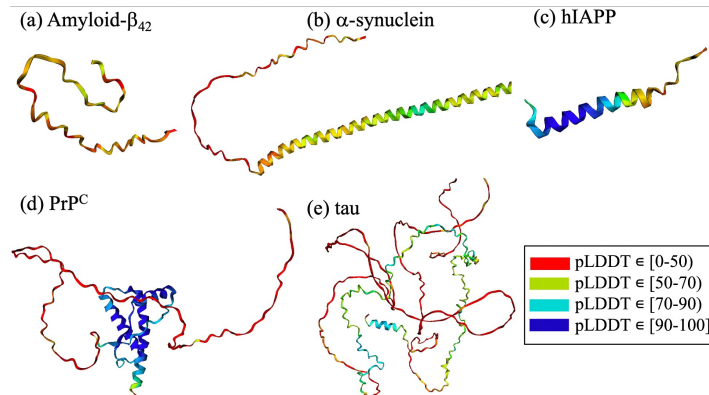 (a) Amyloid-β₄₂
(b) α-synuclein
(c) hIAPP
(d) PrPᶜ
(e) tau
pLDDT ∈ [0-50)
pLDDT ∈ [50-70)
pLDDT ∈ [70-90)
pLDDT ∈ [90-100]